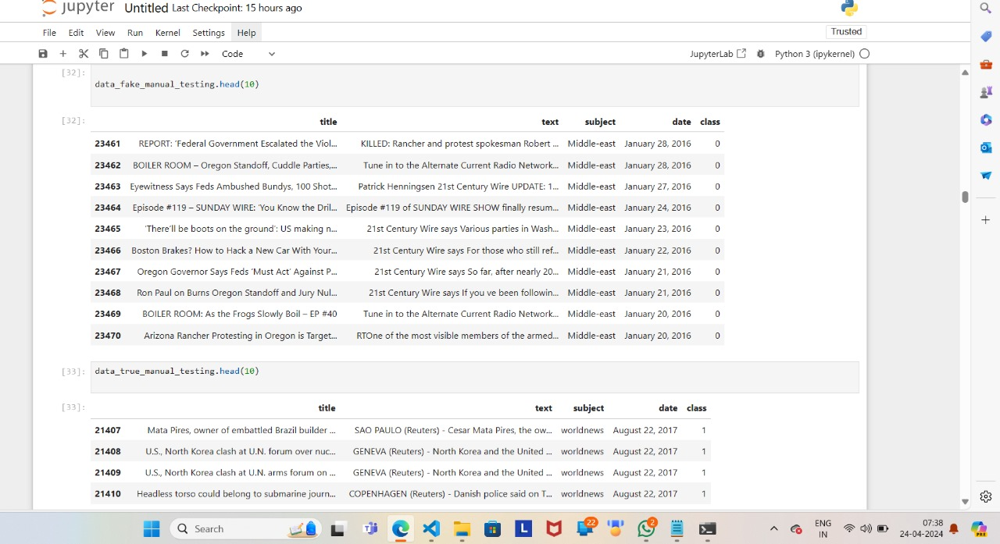 jupyter Untitled Last Checkpoint: 15 hours ago
File Edit View Run Kernel Settings Help Trusted
Code JupyterLab Python 3 (ipykernel)
[32]:
data_fake_manual_testing.head(10)
[32]: title text subject date class
23461 REPORT: ‘Federal Government Escalated the Viol... KILLED: Rancher and protest spokesman Robert ... Middle-east January 28, 2016 0
23462 BOILER ROOM – Oregon Standoff, Cuddle Parties,... Tune in to the Alternate Current Radio Network... Middle-east January 28, 2016 0
23463 Eyewitness Says Feds Ambushed Bundys, 100 Shot... Patrick Henningsen 21st Century Wire UPDATE: 1... Middle-east January 27, 2016 0
23464 Episode #119 – SUNDAY WIRE: ‘You Know the Dril... Episode #119 of SUNDAY WIRE SHOW finally resum... Middle-east January 24, 2016 0
23465 ‘There’ll be boots on the ground’: US making n... 21st Century Wire says Various parties in Wash... Middle-east January 23, 2016 0
23466 Boston Brakes? How to Hack a New Car With Your... 21st Century Wire says For those who still ref... Middle-east January 22, 2016 0
23467 Oregon Governor Says Feds ‘Must Act’ Against P... 21st Century Wire says So far, after nearly 20... Middle-east January 21, 2016 0
23468 Ron Paul on Burns Oregon Standoff and Jury Nul... 21st Century Wire says If you ve been followin... Middle-east January 21, 2016 0
23469 BOILER ROOM: As the Frogs Slowly Boil – EP #40 Tune in to the Alternate Current Radio Network... Middle-east January 20, 2016 0
23470 Arizona Rancher Protesting in Oregon is Target... RTOne of the most visible members of the armed... Middle-east January 20, 2016 0
[33]: data_true_manual_testing.head(10)
[33]: title text subject date class
21407 Mata Pires, owner of embattled Brazil builder ... SAO PAULO (Reuters) - Cesar Mata Pires, the ow... worldnews August 22, 2017 1
21408 U.S., North Korea clash at U.N. forum over nuc... GENEVA (Reuters) - North Korea and the United ... worldnews August 22, 2017 1
21409 U.S., North Korea clash at U.N. arms forum on ... GENEVA (Reuters) - North Korea and the United ... worldnews August 22, 2017 1
21410 Headless torso could belong to submarine journ... COPENHAGEN (Reuters) - Danish police said on T... worldnews August 22, 2017 1
Search L 22 2 ENG 07:38
IN 24-04-2024 PRE